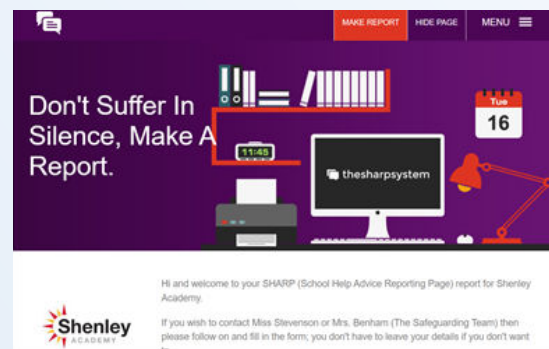 MAKE REPORT HIDE PAGE MENU
Don't Suffer In
Silence, Make A
Report.
Tue
16
11:45
thesharpsystem
Hi and welcome to your SHARP (School Help Advice Reporting Page) report for Shenley
Academy.
Shenley
ACADEMY
If you wish to contact Miss Stevenson or Mrs. Benham (The Safeguarding Team) then
please follow on and fill in the form; you don't have to leave your details if you don't want